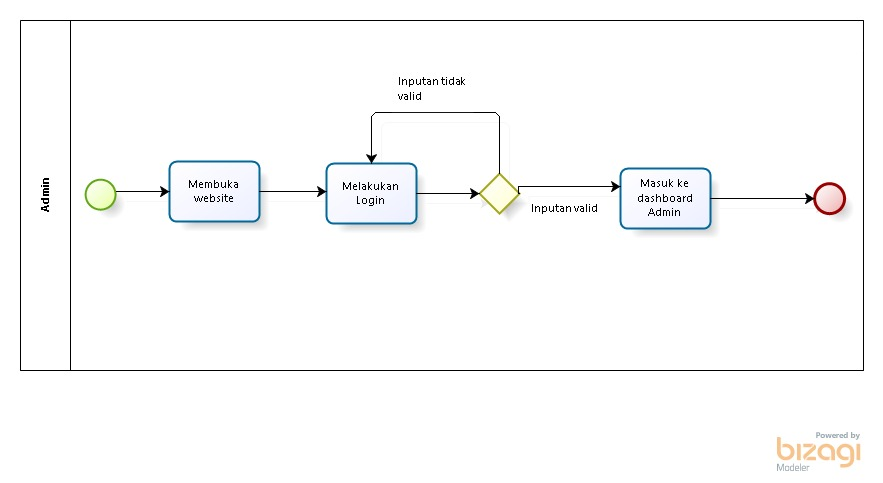 Admin
Inputan tidak
valid
Membuka
website
Melakukan
Login
Inputan valid
Masuk ke
dashboard
Admin
Powered by
bizagi
Modeler